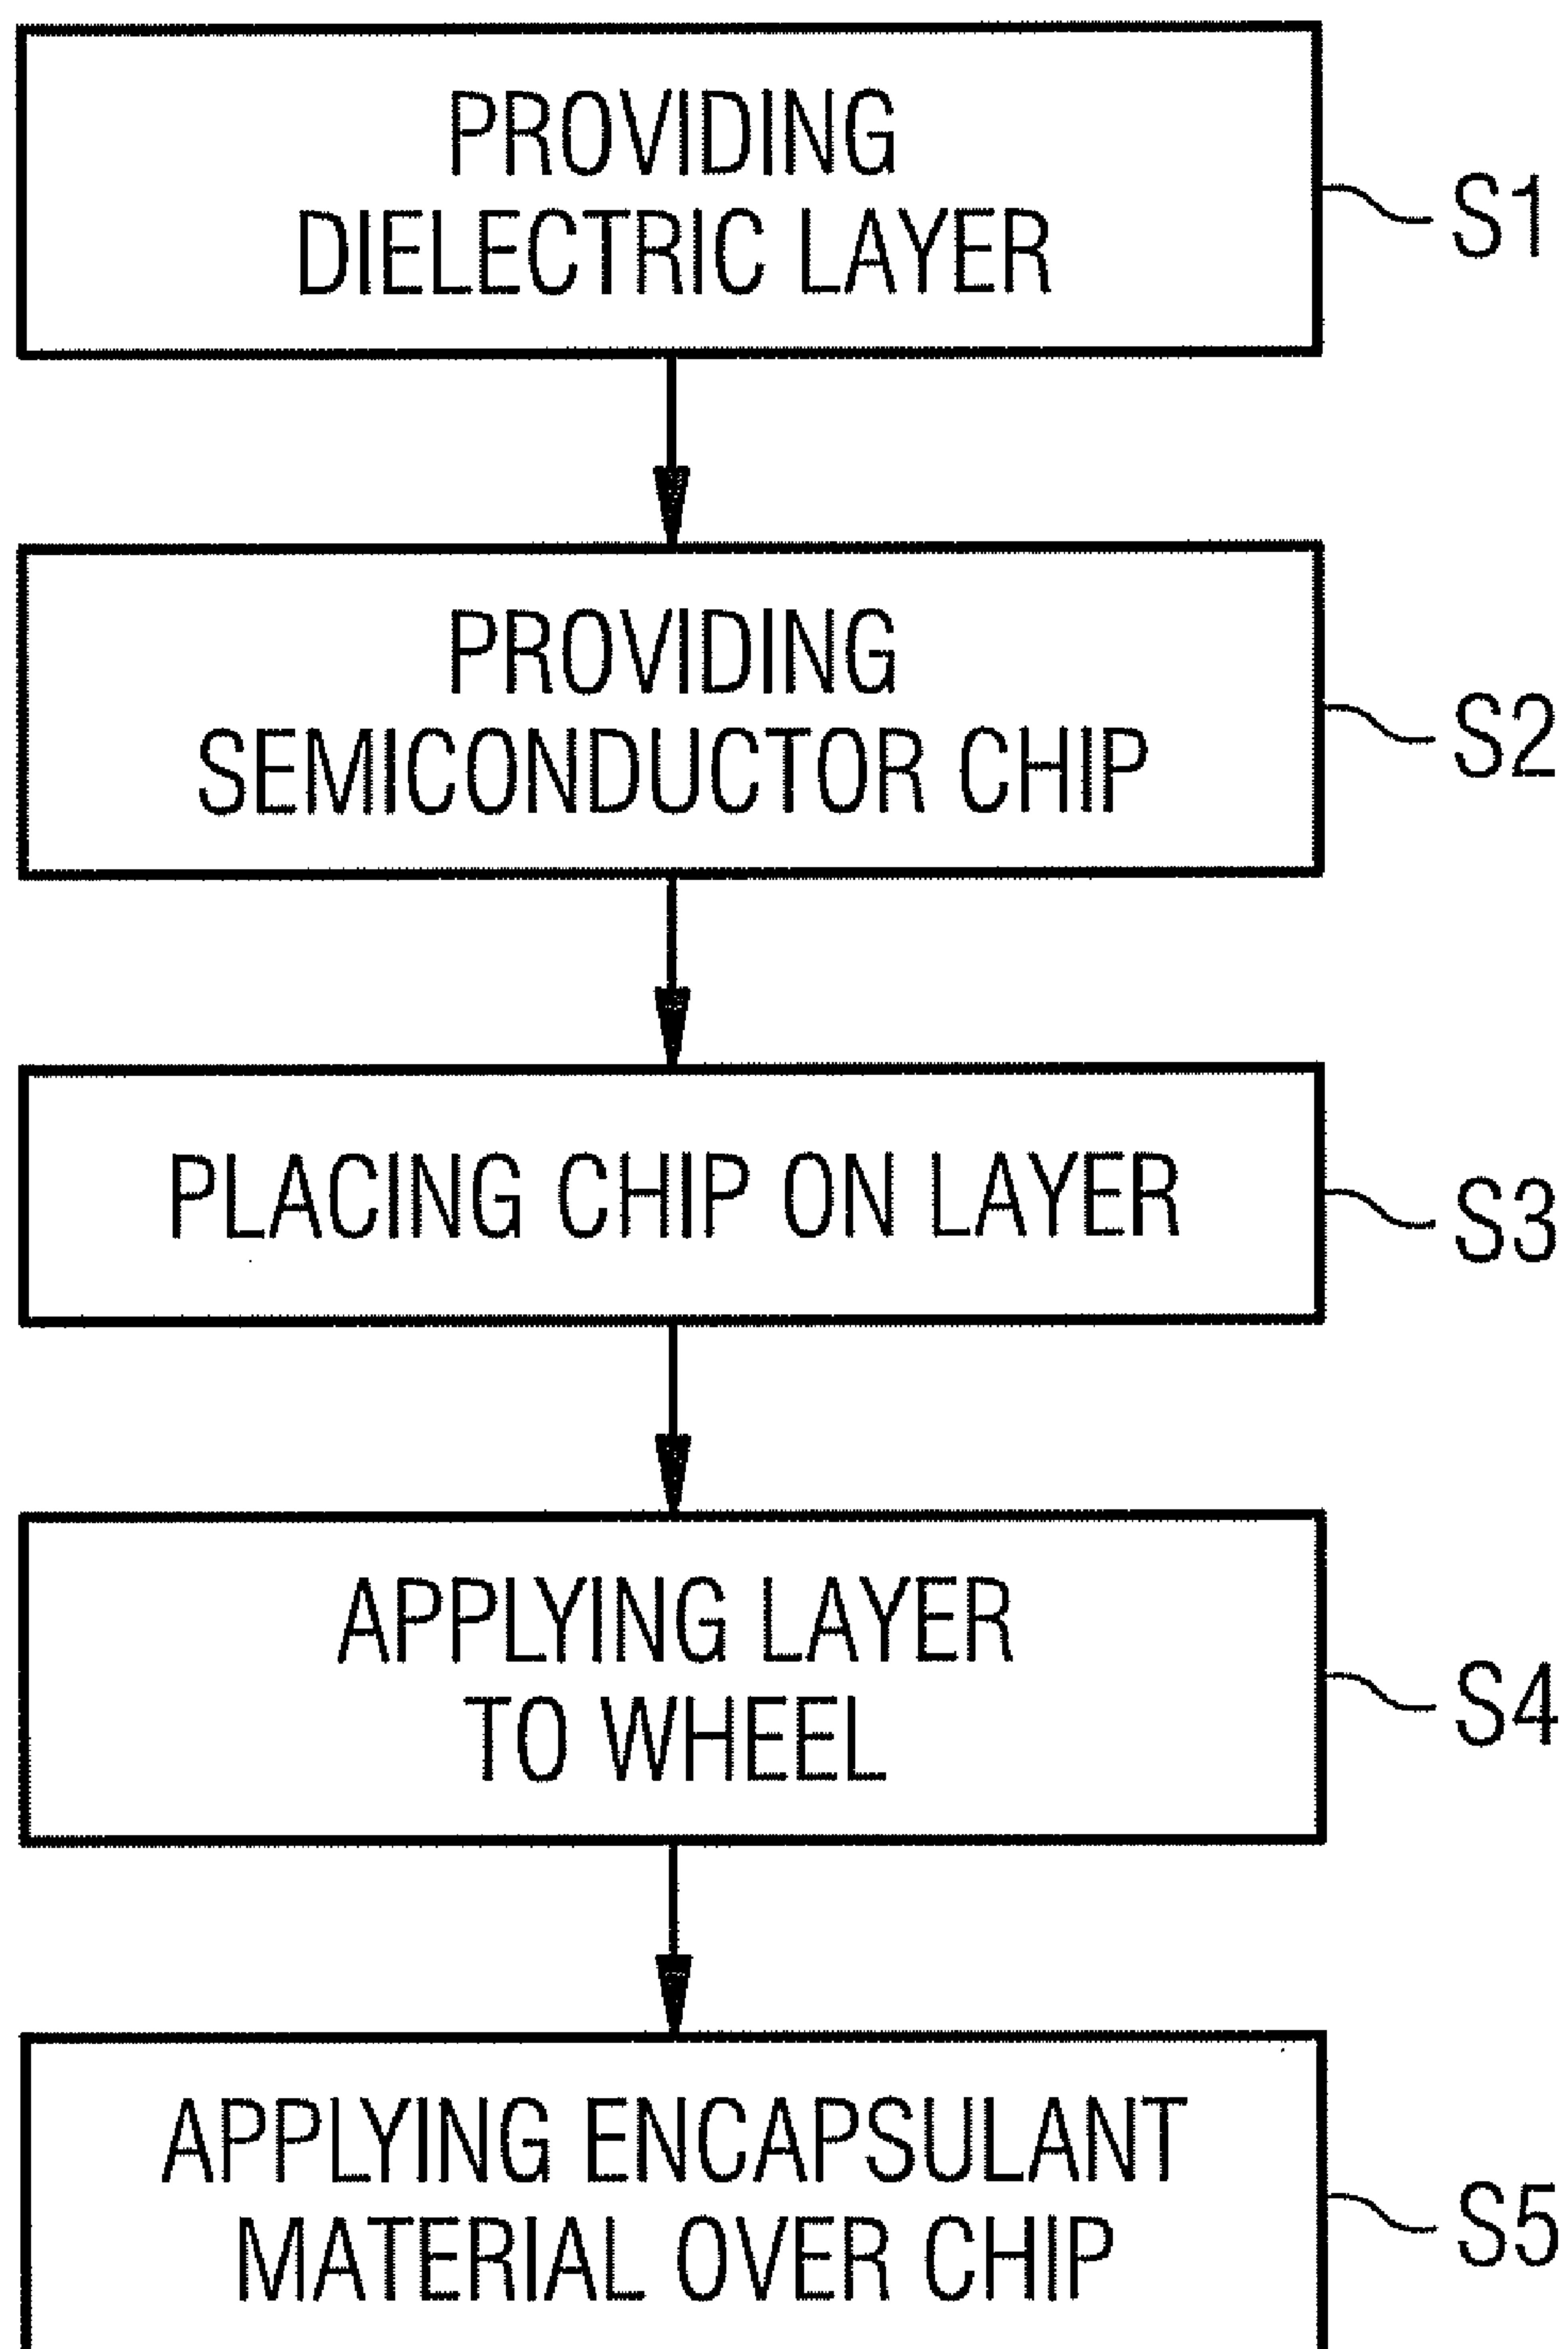 PROVIDING
DIELECTRIC LAYER
S1
PROVIDING
SEMICONDUCTOR CHIP
S2
PLACING CHIP ON LAYER
S3
APPLYING LAYER
TO WHEEL
S4
APPLYING ENCAPSULANT
MATERIAL OVER CHIP
S5